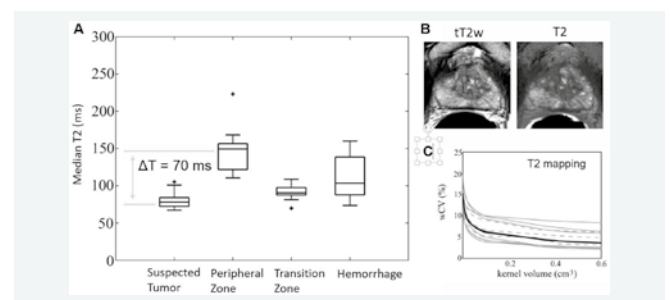 A
300
250
200
150
100
50
0
Median T2 (ms)
ΔT = 70 ms
Suspected Tumor
Peripheral Zone
Transition Zone
Hemorrhage
B
tT2w
T2
C
T2 mapping
25
20
15
10
5
0
wCV (%)
0.2
0.4
0.6
kernel volume (cm³)